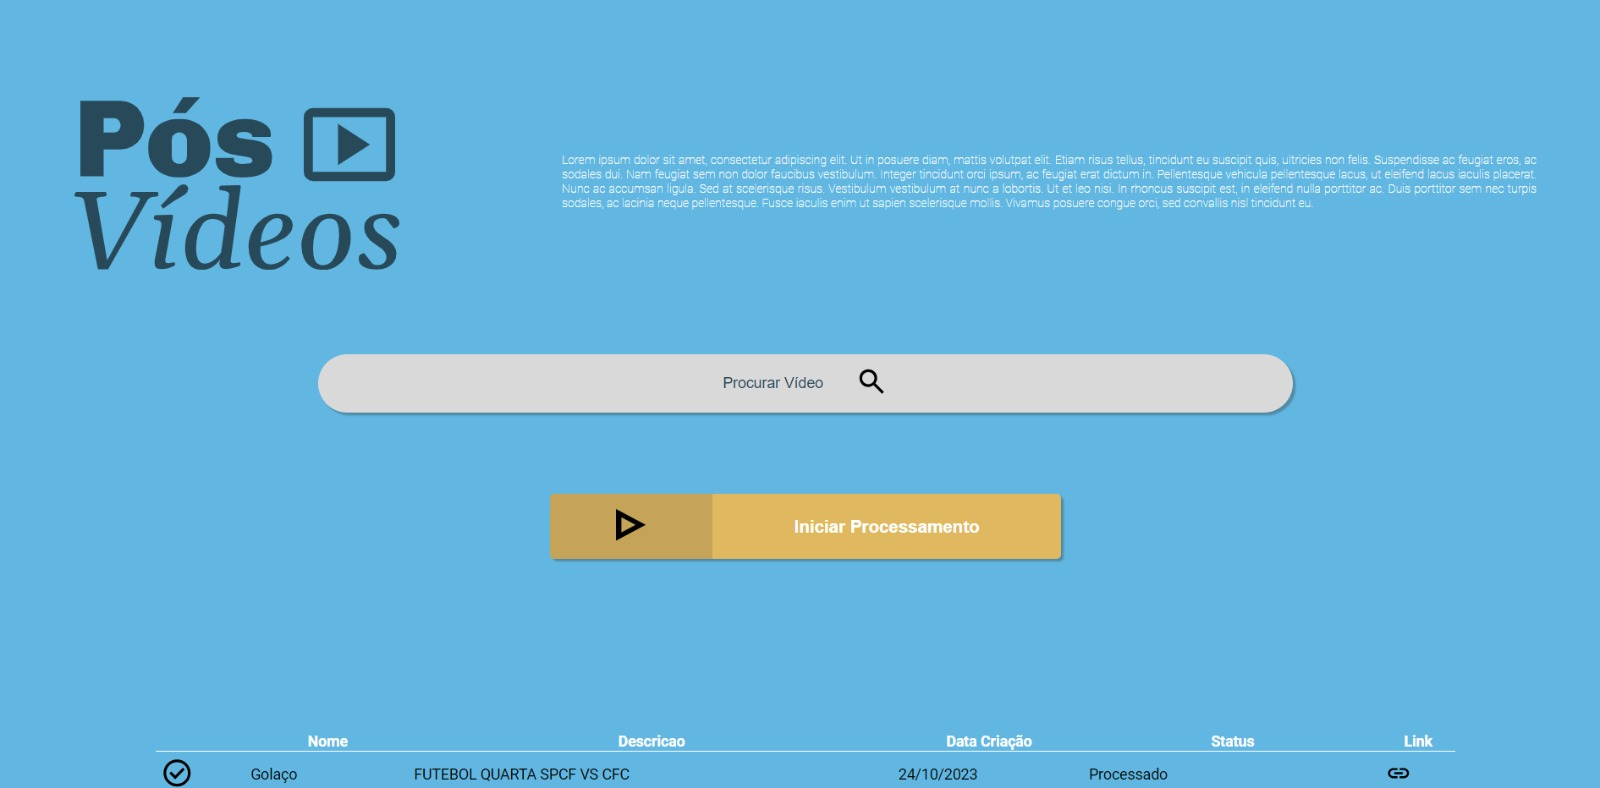 Pós
Vídeos
Lorem ipsum dolor sit amet, consectetur adipiscing elit. Ut in posuere diam, mattis volutpat elit. Etiam risus tellus, tincidunt eu suscipit quis, ultricies non felis. Suspendisse ac feugiat eros, ac
sodales dui. Nam feugiat sem non dolor faucibus vestibulum. Integer tincidunt orci ipsum, ac feugiat erat dictum in. Pellentesque vehicula pellentesque lacus, ut eleifend lacus iaculis placerat.
Nunc ac accumsan ligula. Sed at scelerisque risus. Vestibulum vestibulum at nunc a lobortis. Ut et leo nisi. In rhoncus suscipit est, in eleifend nulla porttitor ac. Duis porttitor sem nec turpis
sodales, ac lacinia neque pellentesque. Fusce iaculis enim ut sapien scelerisque mollis. Vivamus posuere congue orci, sed convallis nisl tincidunt eu.
Procurar Vídeo
Iniciar Processamento
Nome Descricao Data Criação Status Link
Golaço FUTEBOL QUARTA SPCF VS CFC 24/10/2023 Processado